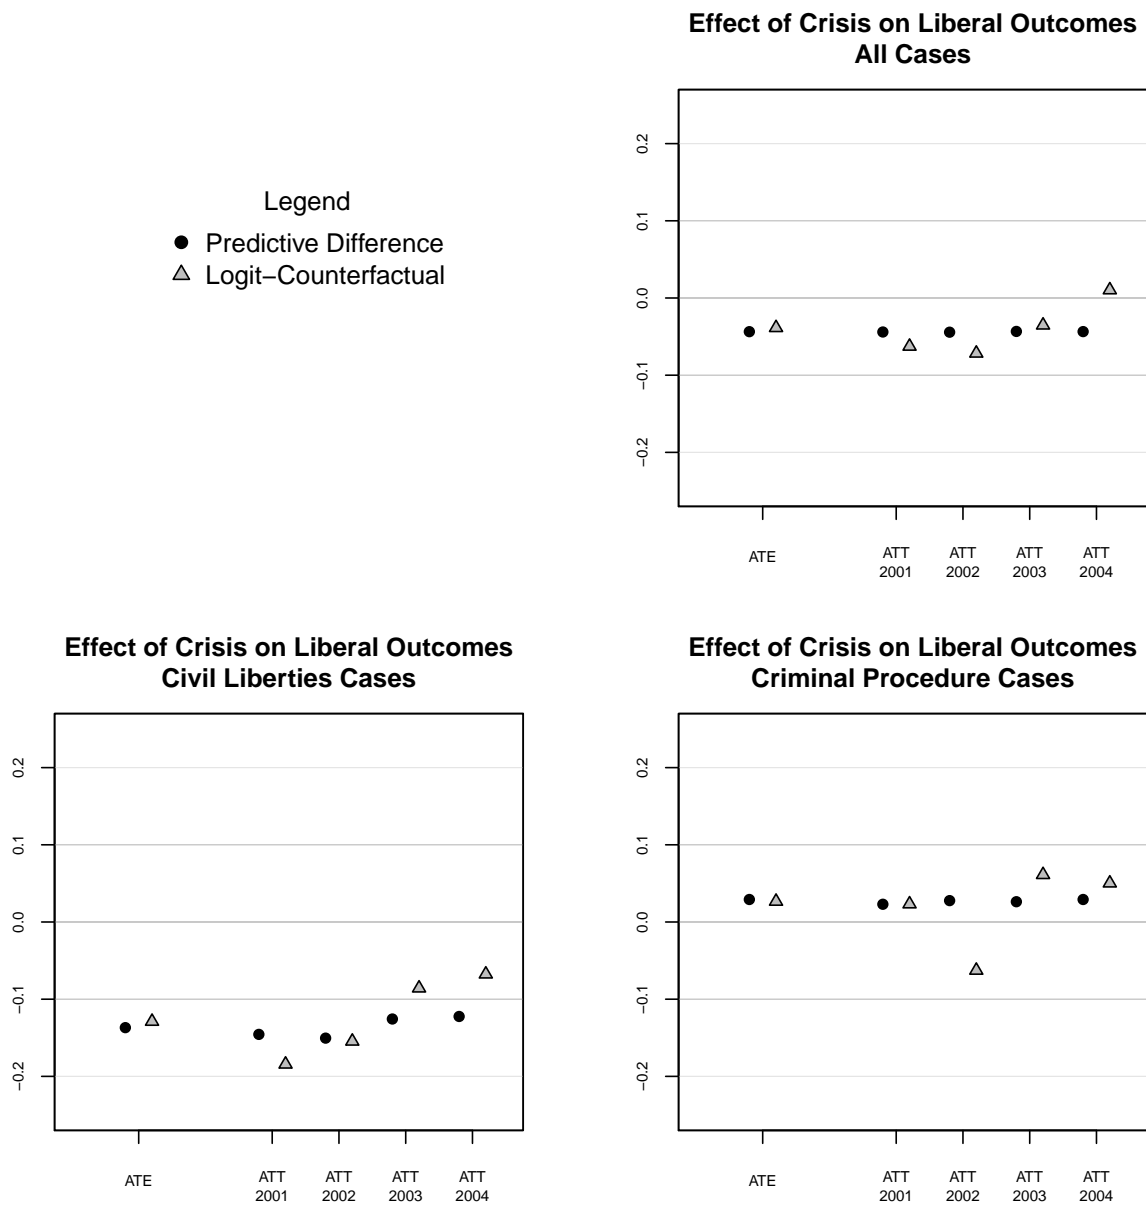 Effect of Crisis on Liberal Outcomes
All Cases
Legend
Predictive Difference
Logit−Counterfactual
0.2
0.1
0.0
−0.1
−0.2
ATE
ATT
2001
ATT
2002
ATT
2003
ATT
2004
Effect of Crisis on Liberal Outcomes
Civil Liberties Cases
0.2
0.1
0.0
−0.1
−0.2
ATE
ATT
2001
ATT
2002
ATT
2003
ATT
2004
Effect of Crisis on Liberal Outcomes
Criminal Procedure Cases
0.2
0.1
0.0
−0.1
−0.2
ATE
ATT
2001
ATT
2002
ATT
2003
ATT
2004